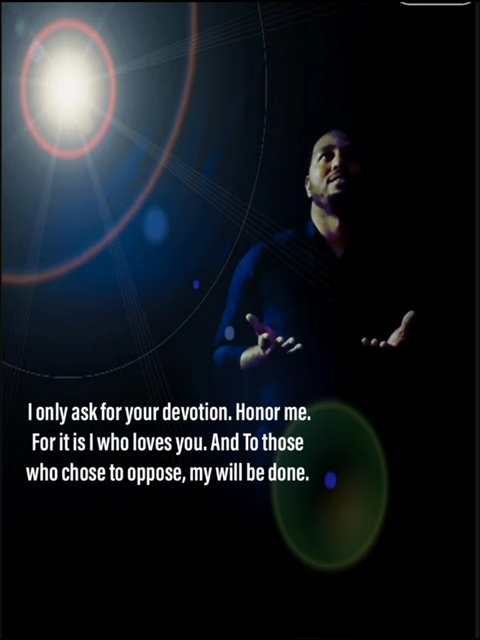 I only ask for your devotion. Honor me.
For it is I who loves you. And To those
who chose to oppose, my will be done.